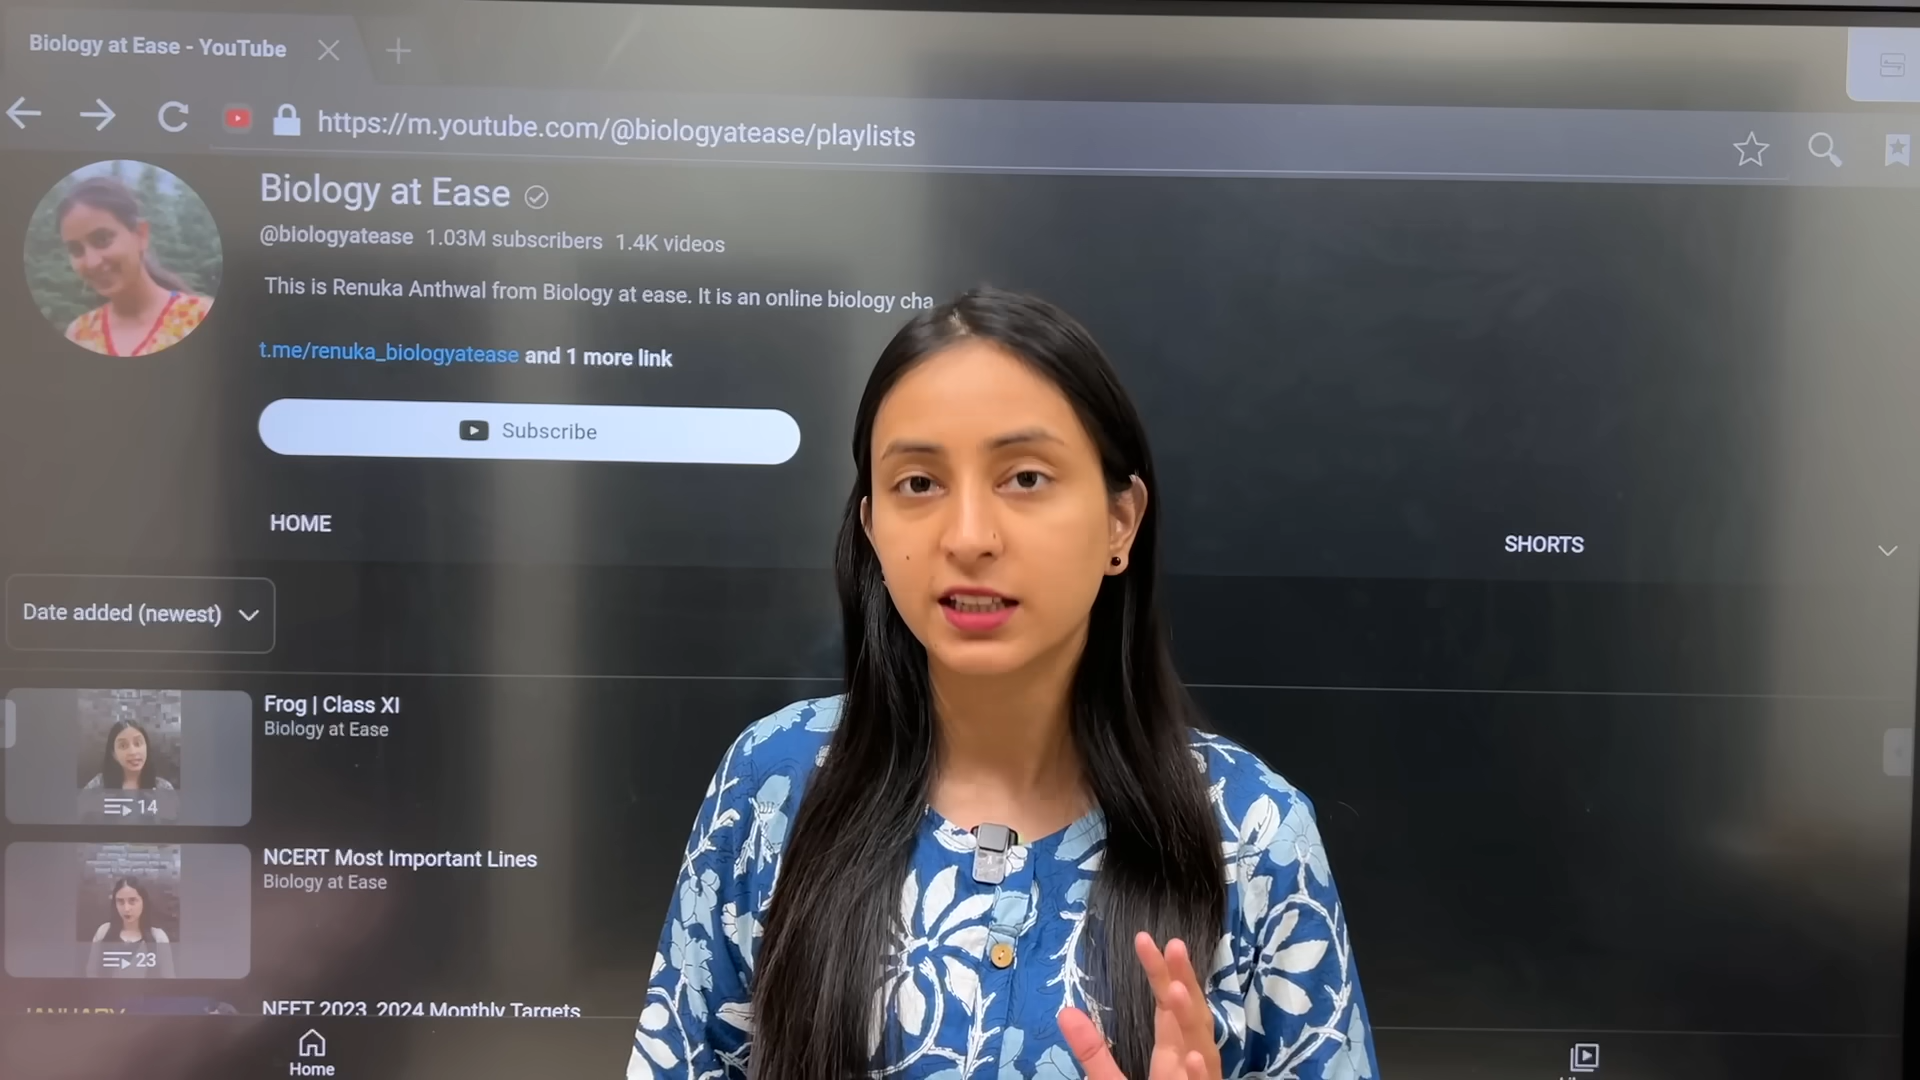 Biology at Ease - YouTube
https://m.youtube.com/@biologyatease/playlists
Biology at Ease
@biologyatease 1.03M subscribers 1.4K videos
This is Renuka Anthwal from Biology at ease. It is an online biology cha
t.me/renuka_biologyatease and 1 more link
Subscribe
HOME
SHORTS
Date added (newest)
Frog | Class XI
Biology at Ease
14
NCERT Most Important Lines
Biology at Ease
23
JANUARY
NEET 2023, 2024 Monthly Targets
Home